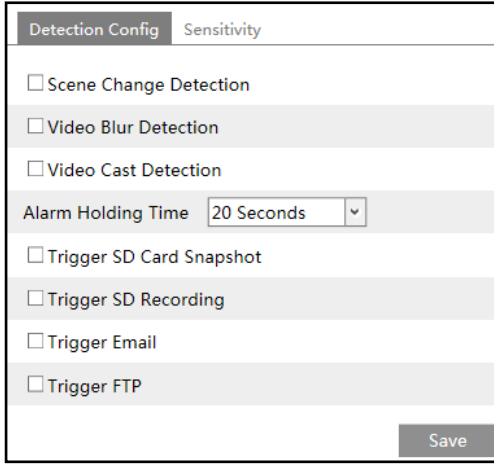 Detection Config Sensitivity
Scene Change Detection
Video Blur Detection
Video Cast Detection
Alarm Holding Time 20 Seconds
Trigger SD Card Snapshot
Trigger SD Recording
Trigger Email
Trigger FTP
Save